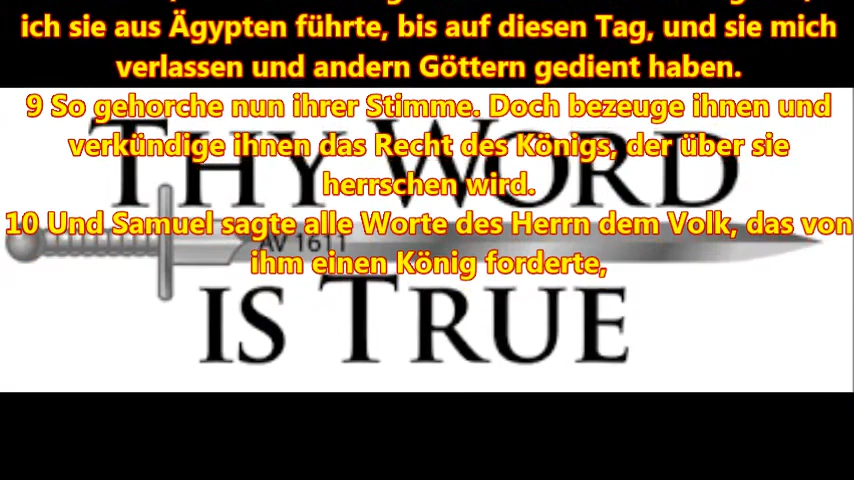 ich sie aus Ägypten führte, bis auf diesen Tag, und sie mich
verlassen und andern Göttern gedient haben.
9 So gehorche nun ihrer Stimme. Doch bezeuge ihnen und
verkündige ihnen das Recht des Königs, der über sie
herrschen wird.
10 Und Samuel sagte alle Worte des Herrn dem Volk, das von
ihm einen König forderte,
THY WORD
AV 1611
IS TRUE